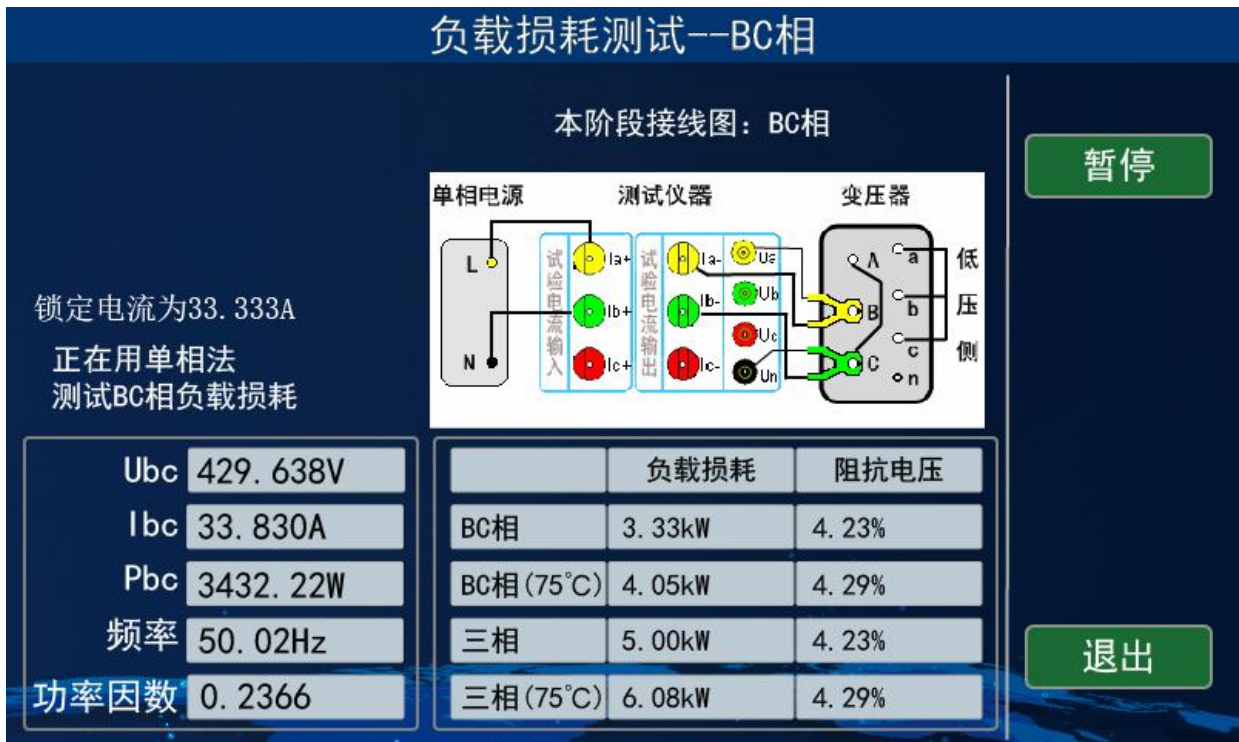 负载损耗测试--BC相
本阶段接线图：BC相
暂停
单相电源 测试仪器 变压器
L
N
试验电流输入
Ia+
Ib+
Ic+
试验电流输出
Ia-
Ib-
Ic-
Ua
Ub
Uc
Un
A
B
C
a
b
c
n
低压侧
锁定电流为33.333A
正在用单相法
测试BC相负载损耗
Ubc 429.638V
Ibc 33.830A
Pbc 3432.22W
频率 50.02Hz
功率因数 0.2366
负载损耗 阻抗电压
BC相 3.33kW 4.23%
BC相(75℃) 4.05kW 4.29%
三相 5.00kW 4.23%
三相(75℃) 6.08kW 4.29%
退出